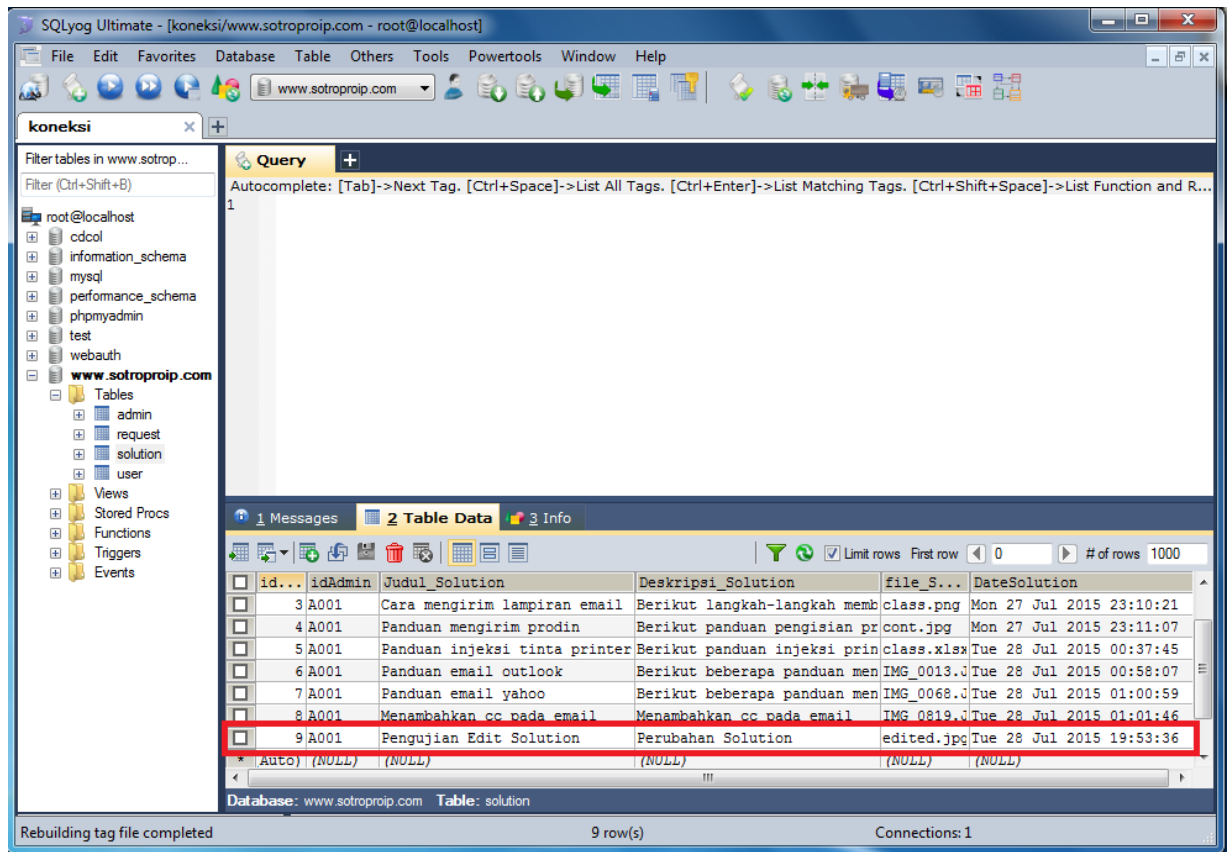 SQLyog Ultimate - [koneksi/www.sotroproip.com - root@localhost]
File Edit Favorites Database Table Others Tools Powertools Window Help
www.sotroproip.com
koneksi
Filter tables in www.sotrop...
Filter (Ctrl+Shift+B)
root@localhost
cdcol
information_schema
mysql
performance_schema
phpmyadmin
test
webauth
www.sotroproip.com
Tables
admin
request
solution
user
Views
Stored Procs
Functions
Triggers
Events
Query
Autocomplete: [Tab]->Next Tag. [Ctrl+Space]->List All Tags. [Ctrl+Enter]->List Matching Tags. [Ctrl+Shift+Space]->List Function and R...
1
1 Messages 2 Table Data 3 Info
Limit rows First row 0 # of rows 1000
id... idAdmin Judul_Solution Deskripsi_Solution file_S... DateSolution
3 A001 Cara mengirim lampiran email Berikut langkah-langkah memb class.png Mon 27 Jul 2015 23:10:21
4 A001 Panduan mengirim prodin Berikut panduan pengisian pr cont.jpg Mon 27 Jul 2015 23:11:07
5 A001 Panduan injeksi tinta printer Berikut panduan injeksi prin class.xlsx Tue 28 Jul 2015 00:37:45
6 A001 Panduan email outlook Berikut beberapa panduan men IMG_0013.J Tue 28 Jul 2015 00:58:07
7 A001 Panduan email yahoo Berikut beberapa panduan men IMG_0068.J Tue 28 Jul 2015 01:00:59
8 A001 Menambahkan cc pada email Menambahkan cc pada email IMG_0819.J Tue 28 Jul 2015 01:01:46
9 A001 Pengujian Edit Solution Perubahan Solution edited.jpg Tue 28 Jul 2015 19:53:36
* Auto) (NULL) (NULL) (NULL) (NULL) (NULL)
Database: www.sotroproip.com Table: solution
Rebuilding tag file completed 9 row(s) Connections: 1